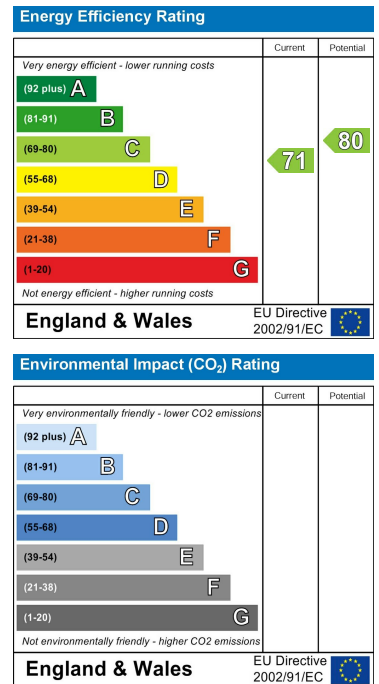 Energy Efficiency Rating
Current Potential
Very energy efficient - lower running costs
(92 plus) A
(81-91) B
(69-80) C
(55-68) D
(39-54) E
(21-38) F
(1-20) G
71
80
Not energy efficient - higher running costs
England & Wales
EU Directive
2002/91/EC
Environmental Impact (CO₂) Rating
Current Potential
Very environmentally friendly - lower CO2 emissions
(92 plus) A
(81-91) B
(69-80) C
(55-68) D
(39-54) E
(21-38) F
(1-20) G
Not environmentally friendly - higher CO2 emissions
England & Wales
EU Directive
2002/91/EC